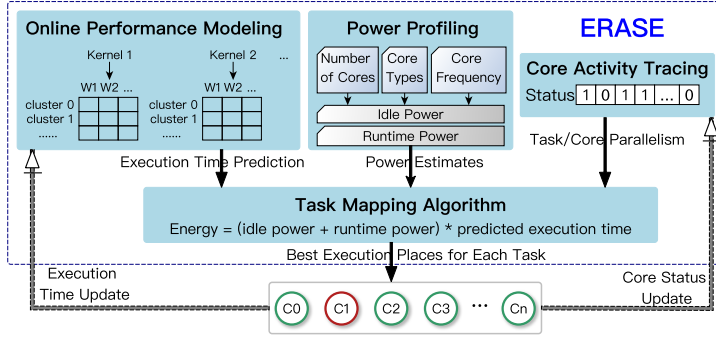 Online Performance Modeling
Kernel 1
Kernel 2
...
W1 W2 ...
W1 W2 ...
cluster 0
cluster 1
......
cluster 0
cluster 1
......
Power Profiling
Number of Cores
Core Types
Core Frequency
Idle Power
Runtime Power
ERASE
Core Activity Tracing
Status 1 0 1 1 ... 0
Execution Time Prediction
Power Estimates
Task/Core Parallelism
Task Mapping Algorithm
Energy = (idle power + runtime power) * predicted execution time
Best Execution Places for Each Task
Execution
Time Update
Core Status
Update
C0 C1 C2 C3 ... Cn